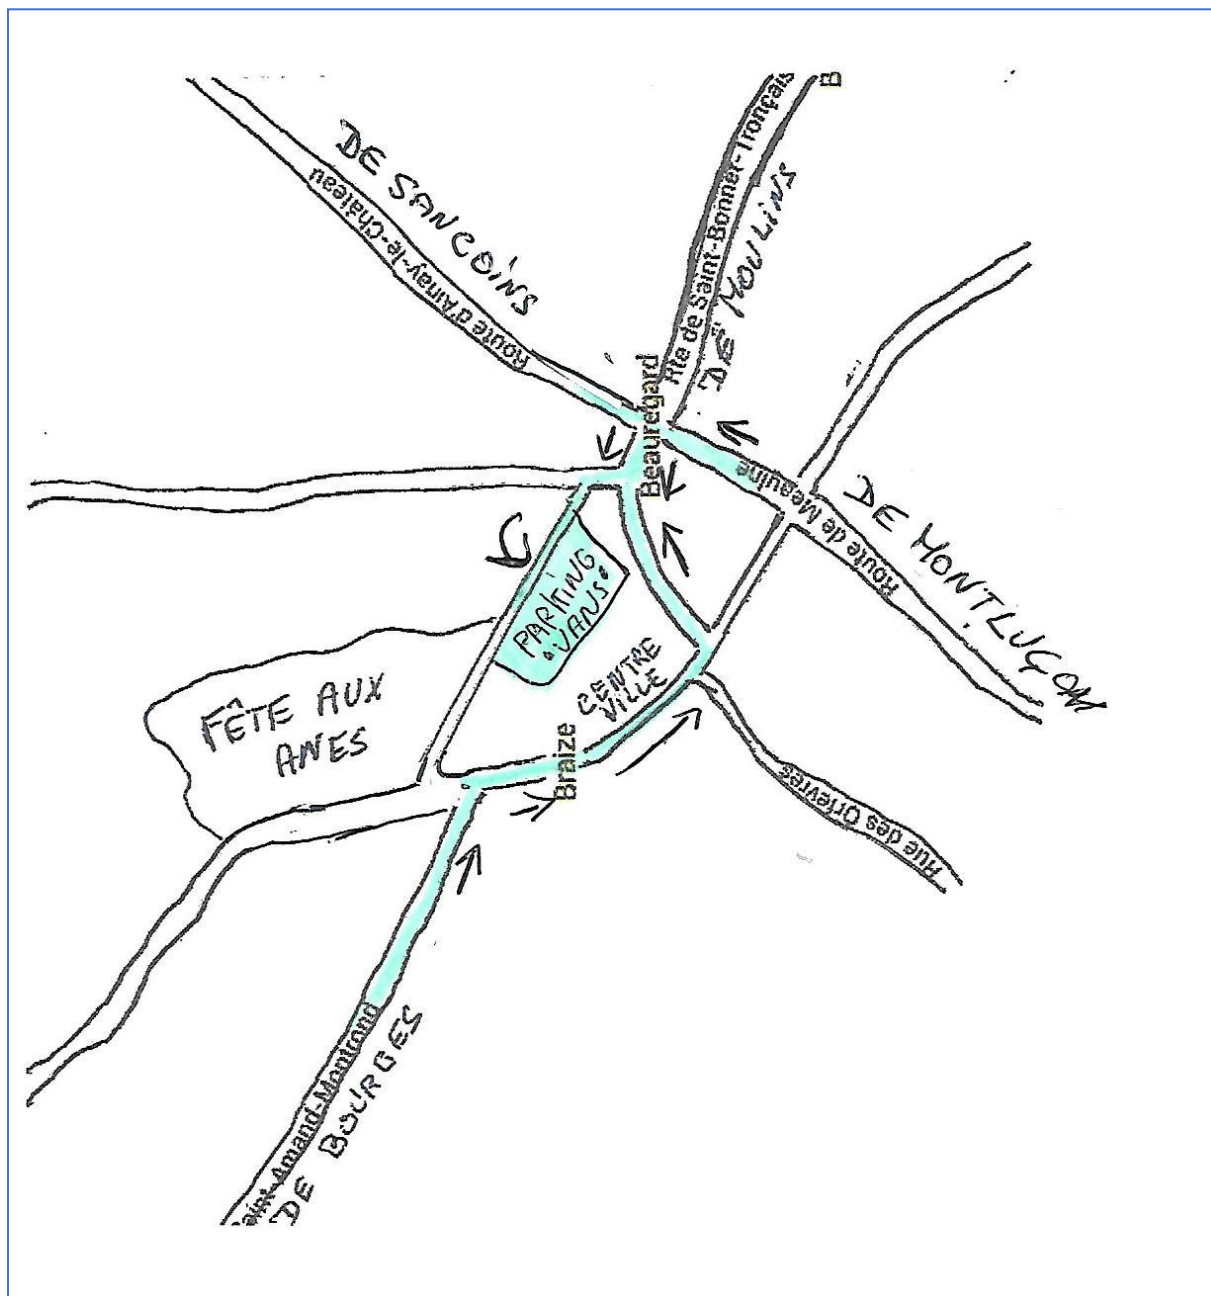 B
Rte de Saint-Bonnet-Tronçais
DE MOULINS
DE SANCOINS
Route d'Ainay-le-Château
Beauregard
Route de Meaulne
DE MONTLUÇON
PARKING
"VANS"
CENTRE
VILLE
FÊTE AUX
ANES
Braize
Rue des Orfèvres
aint-Amand-Montrond
DE BOURGES